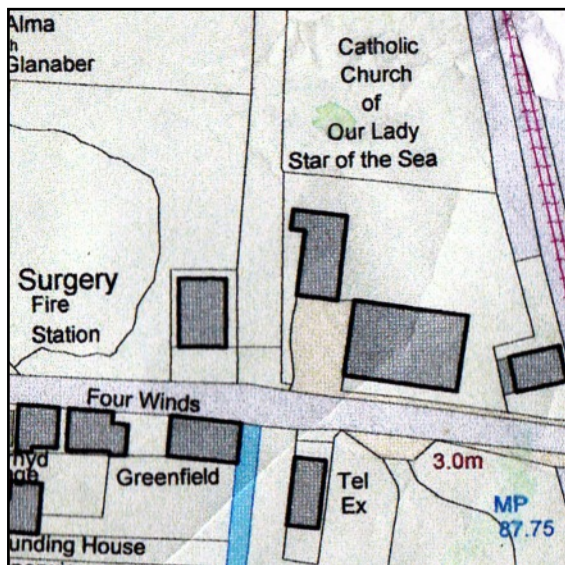 Alma
Glanaber
Catholic
Church
of
Our Lady
Star of the Sea
Surgery
Fire
Station
Four Winds
Greenfield
Tel
Ex
3.0m
MP
87.75
unding House